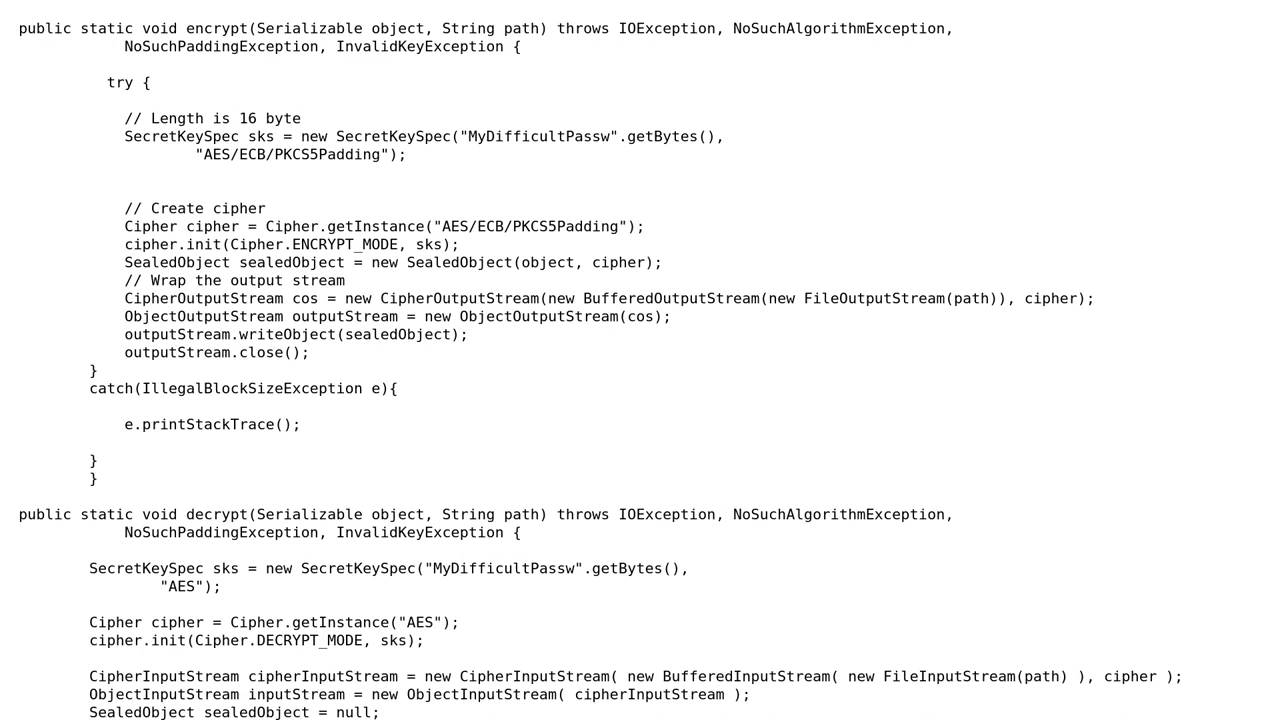 public static void encrypt(Serializable object, String path) throws IOException, NoSuchAlgorithmException,
NoSuchPaddingException, InvalidKeyException {
try {
// Length is 16 byte
SecretKeySpec sks = new SecretKeySpec("MyDifficultPassw".getBytes(),
"AES/ECB/PKCS5Padding");
// Create cipher
Cipher cipher = Cipher.getInstance("AES/ECB/PKCS5Padding");
cipher.init(Cipher.ENCRYPT_MODE, sks);
SealedObject sealedObject = new SealedObject(object, cipher);
// Wrap the output stream
CipherOutputStream cos = new CipherOutputStream(new BufferedOutputStream(new FileOutputStream(path)), cipher);
ObjectOutputStream outputStream = new ObjectOutputStream(cos);
outputStream.writeObject(sealedObject);
outputStream.close();
}
catch(IllegalBlockSizeException e){
e.printStackTrace();
}
}
public static void decrypt(Serializable object, String path) throws IOException, NoSuchAlgorithmException,
NoSuchPaddingException, InvalidKeyException {
SecretKeySpec sks = new SecretKeySpec("MyDifficultPassw".getBytes(),
"AES");
Cipher cipher = Cipher.getInstance("AES");
cipher.init(Cipher.DECRYPT_MODE, sks);
CipherInputStream cipherInputStream = new CipherInputStream( new BufferedInputStream( new FileInputStream(path) ), cipher );
ObjectInputStream inputStream = new ObjectInputStream( cipherInputStream );
SealedObject sealedObject = null;